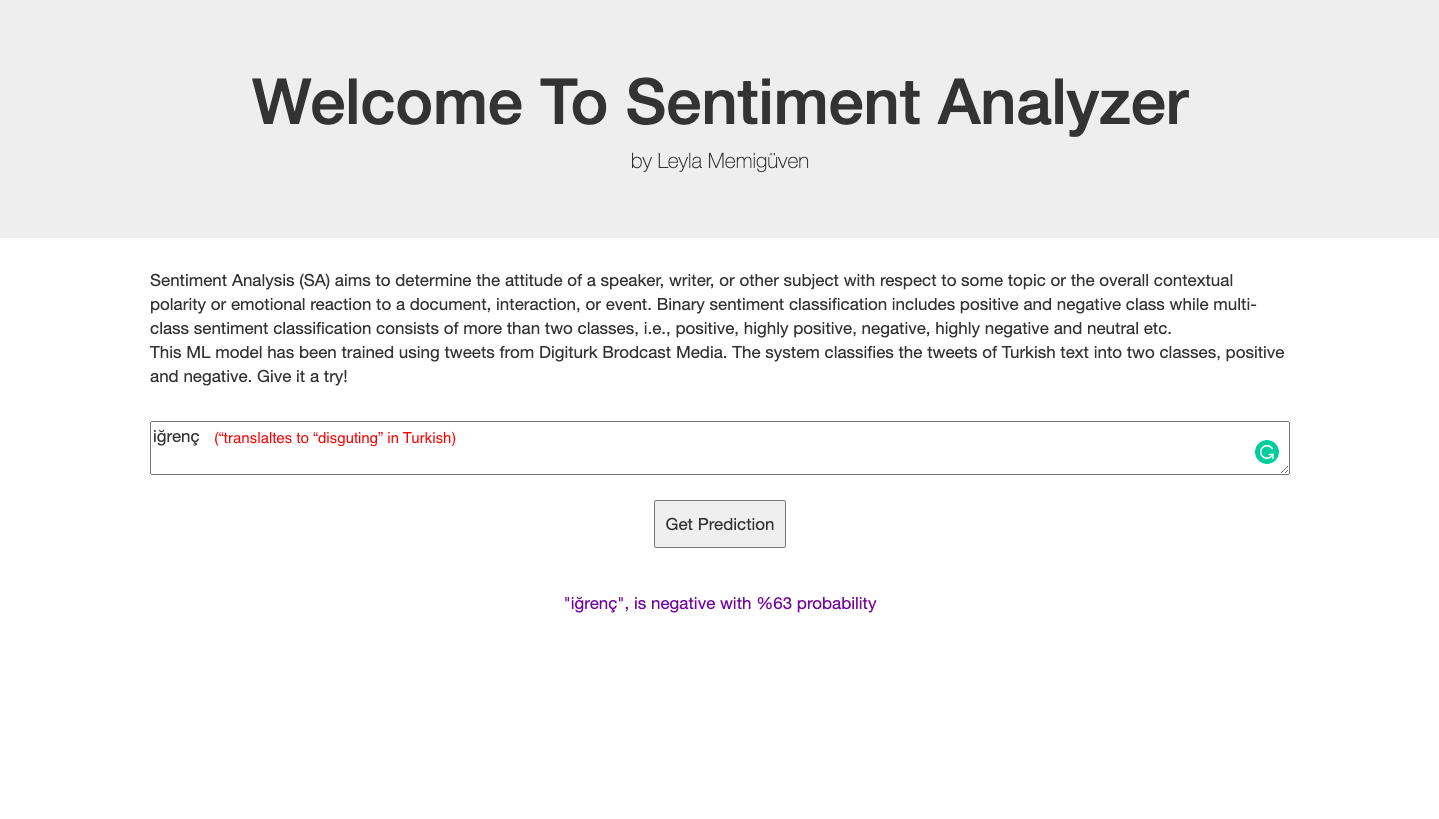 Welcome To Sentiment Analyzer
by Leyla Memigüven
Sentiment Analysis (SA) aims to determine the attitude of a speaker, writer, or other subject with respect to some topic or the overall contextual
polarity or emotional reaction to a document, interaction, or event. Binary sentiment classification includes positive and negative class while multi-
class sentiment classification consists of more than two classes, i.e., positive, highly positive, negative, highly negative and neutral etc.
This ML model has been trained using tweets from Digiturk Brodcast Media. The system classifies the tweets of Turkish text into two classes, positive
and negative. Give it a try!
iğrenç (“translaltes to “disguting” in Turkish)
Get Prediction
"iğrenç", is negative with %63 probability